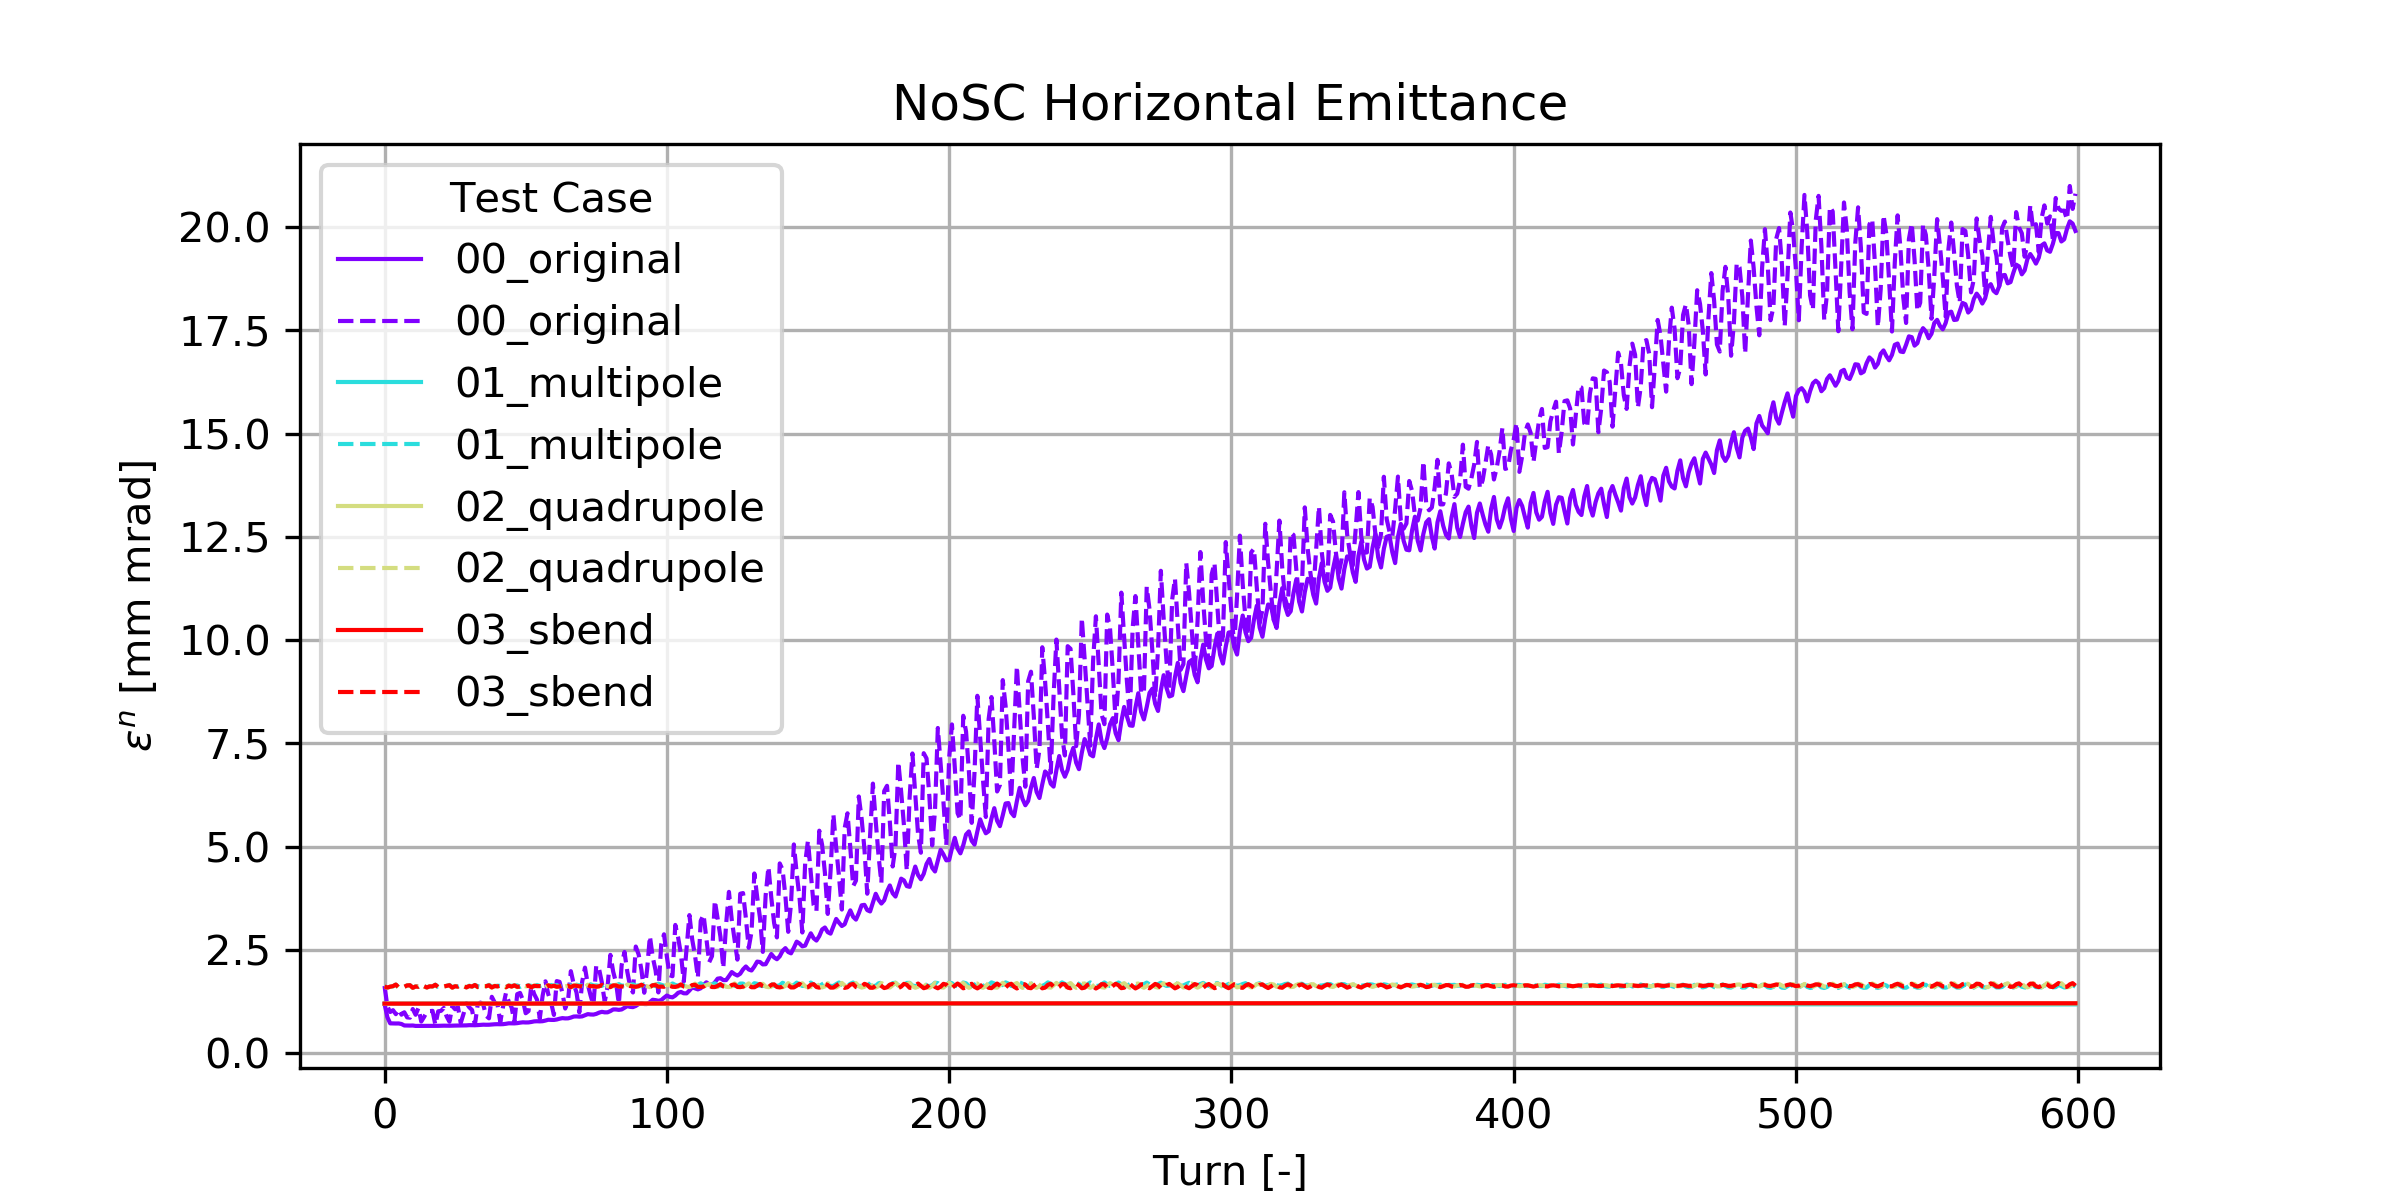 NoSC Horizontal Emittance
Test Case
00_original
00_original
01_multipole
01_multipole
02_quadrupole
02_quadrupole
03_sbend
03_sbend
20.0
17.5
15.0
12.5
10.0
7.5
5.0
2.5
0.0
εⁿ [mm mrad]
0 100 200 300 400 500 600
Turn [-]